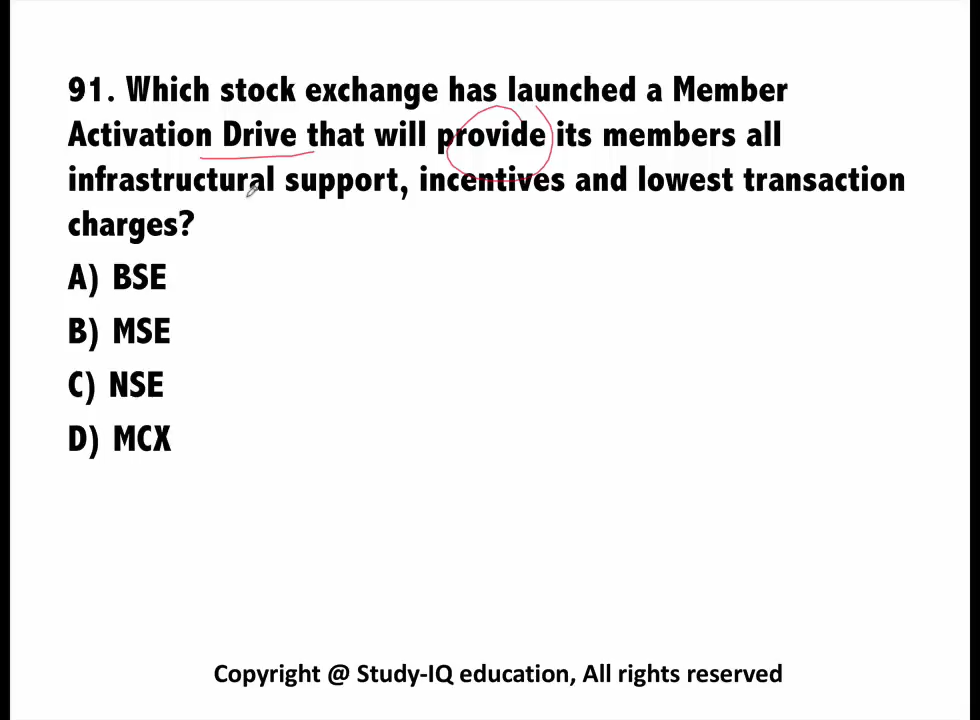 91. Which stock exchange has launched a Member
Activation Drive that will provide its members all
infrastructural support, incentives and lowest transaction
charges?
A) BSE
B) MSE
C) NSE
D) MCX
Copyright @ Study-IQ education, All rights reserved